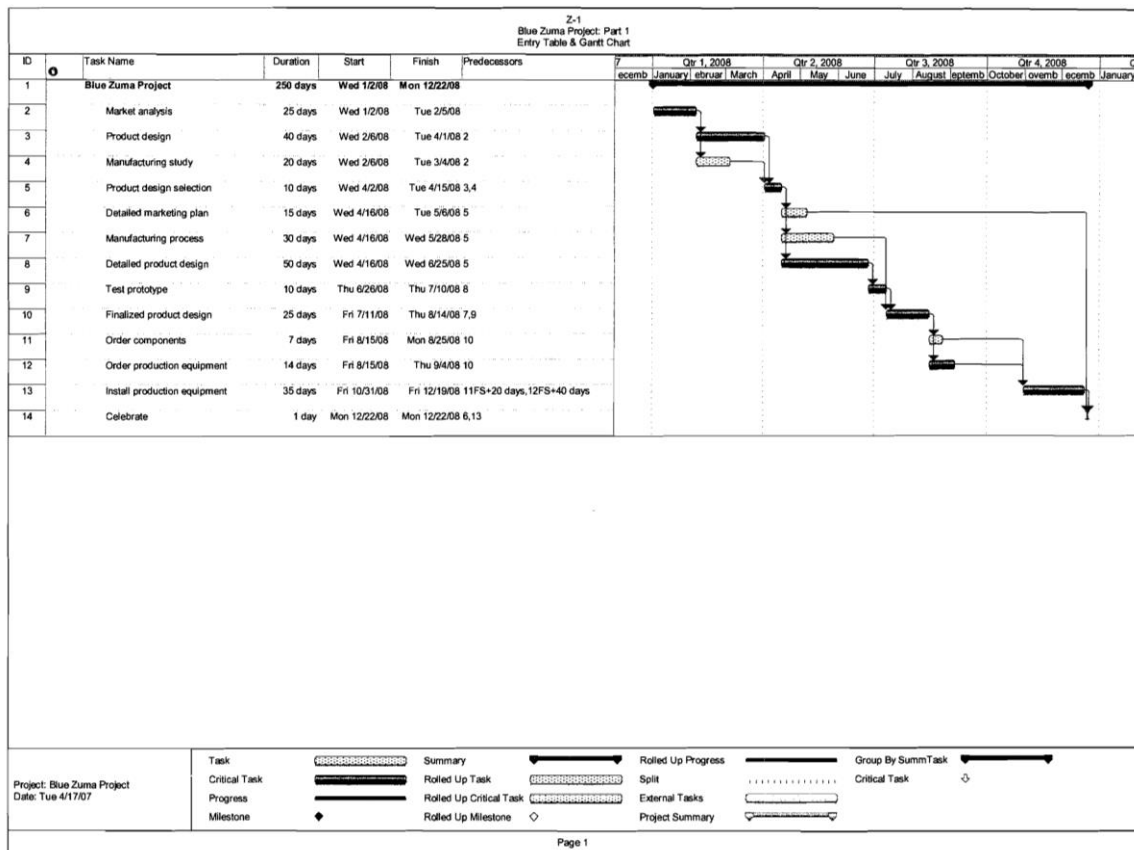 Z-1
Blue Zuma Project: Part 1
Entry Table & Gantt Chart
ID Task Name Duration Start Finish Predecessors 7 Qtr 1, 2008 Qtr 2, 2008 Qtr 3, 2008 Qtr 4, 2008 Q
ecemb January ebruar March April May June July August eptemb October ovemb ecemb January
1 Blue Zuma Project 250 days Wed 1/2/08 Mon 12/22/08
2 Market analysis 25 days Wed 1/2/08 Tue 2/5/08
3 Product design 40 days Wed 2/6/08 Tue 4/1/08 2
4 Manufacturing study 20 days Wed 2/6/08 Tue 3/4/08 2
5 Product design selection 10 days Wed 4/2/08 Tue 4/15/08 3,4
6 Detailed marketing plan 15 days Wed 4/16/08 Tue 5/6/08 5
7 Manufacturing process 30 days Wed 4/16/08 Wed 5/28/08 5
8 Detailed product design 50 days Wed 4/16/08 Wed 6/25/08 5
9 Test prototype 10 days Thu 6/26/08 Thu 7/10/08 8
10 Finalized product design 25 days Fri 7/11/08 Thu 8/14/08 7,9
11 Order components 7 days Fri 8/15/08 Mon 8/25/08 10
12 Order production equipment 14 days Fri 8/15/08 Thu 9/4/08 10
13 Install production equipment 35 days Fri 10/31/08 Fri 12/19/08 11FS+20 days,12FS+40 days
14 Celebrate 1 day Mon 12/22/08 Mon 12/22/08 6,13
Project: Blue Zuma Project
Date: Tue 4/17/07
Task Summary Rolled Up Progress Group By SummTask
Critical Task Rolled Up Task Split Critical Task
Progress Rolled Up Critical Task External Tasks
Milestone Rolled Up Milestone Project Summary
Page 1